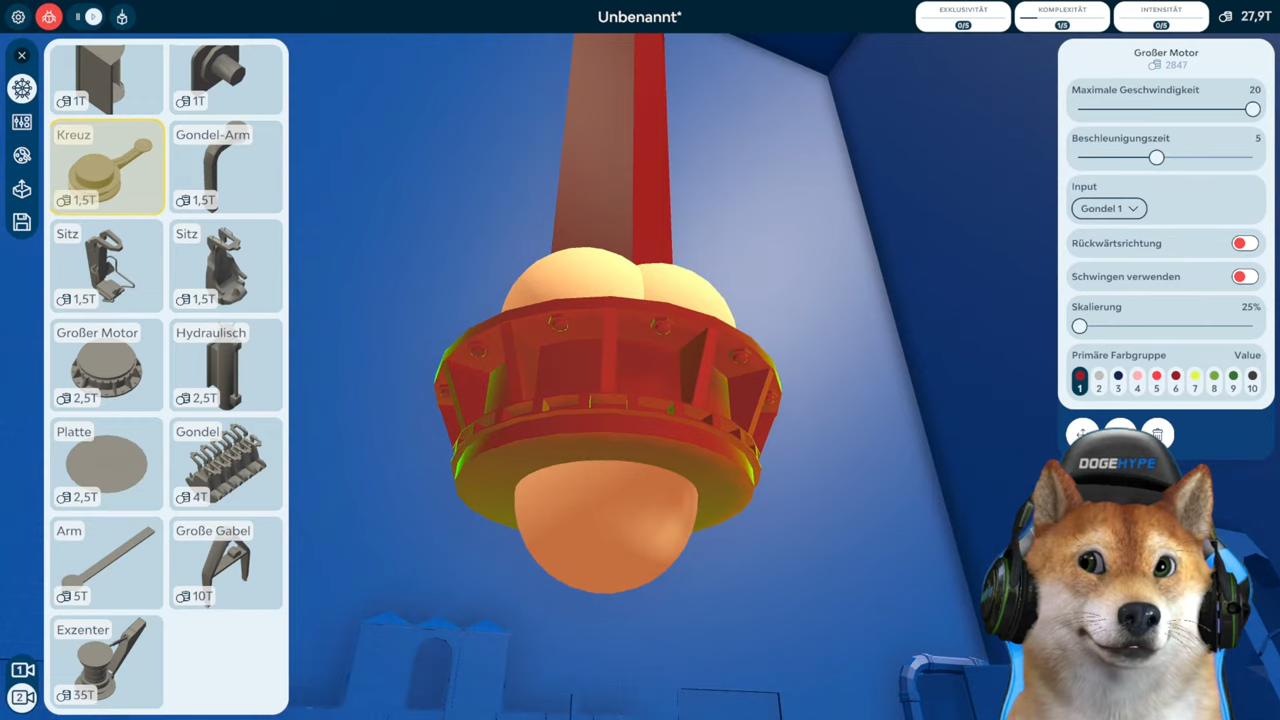 Unbenannt*
EXKLUSIVITÄT
0/5
KOMPLEXITÄT
1/5
INTENSITÄT
0/5
27,9T
1T
1T
Kreuz
1,5T
Gondel-Arm
1,5T
Sitz
1,5T
Sitz
1,5T
Großer Motor
2,5T
Hydraulisch
2,5T
Platte
2,5T
Gondel
4T
Arm
5T
Große Gabel
10T
Exzenter
35T
1
2
Großer Motor
2847
Maximale Geschwindigkeit 20
Beschleunigungszeit 5
Input
Gondel 1
Rückwärtsrichtung
Schwingen verwenden
Skalierung 25%
Primäre Farbgruppe Value
1 2 3 4 5 6 7 8 9 10
DOGEHYPE